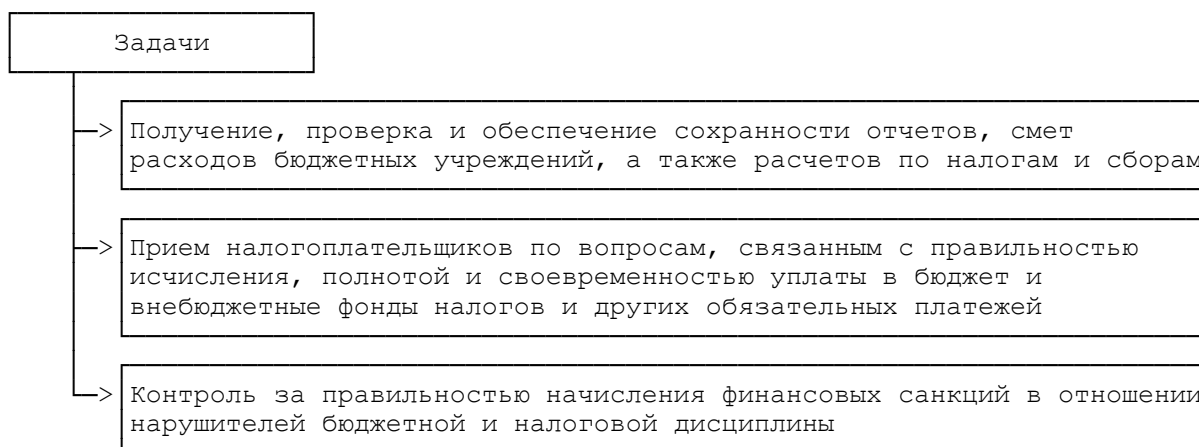 Задачи
Получение, проверка и обеспечение сохранности отчетов, смет
расходов бюджетных учреждений, а также расчетов по налогам и сборам
Прием налогоплательщиков по вопросам, связанным с правильностью
исчисления, полнотой и своевременностью уплаты в бюджет и
внебюджетные фонды налогов и других обязательных платежей
Контроль за правильностью начисления финансовых санкций в отношении
нарушителей бюджетной и налоговой дисциплины